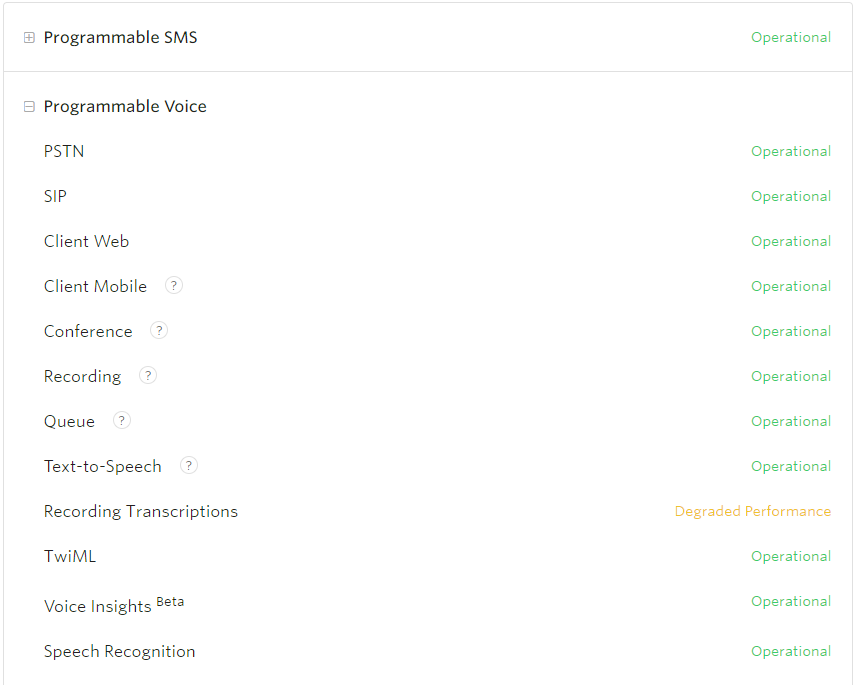 Programmable SMS Operational
Programmable Voice
PSTN Operational
SIP Operational
Client Web Operational
Client Mobile ? Operational
Conference ? Operational
Recording ? Operational
Queue ? Operational
Text-to-Speech ? Operational
Recording Transcriptions Degraded Performance
TwiML Operational
Voice Insights Beta Operational
Speech Recognition Operational